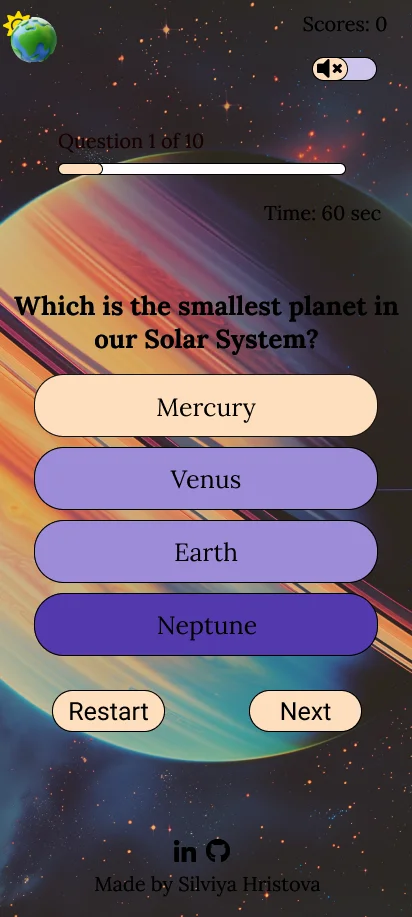 Scores: 0
Question 1 of 10
Time: 60 sec
Which is the smallest planet in
our Solar System?
Mercury
Venus
Earth
Neptune
Restart
Next
in
Made by Silviya Hristova